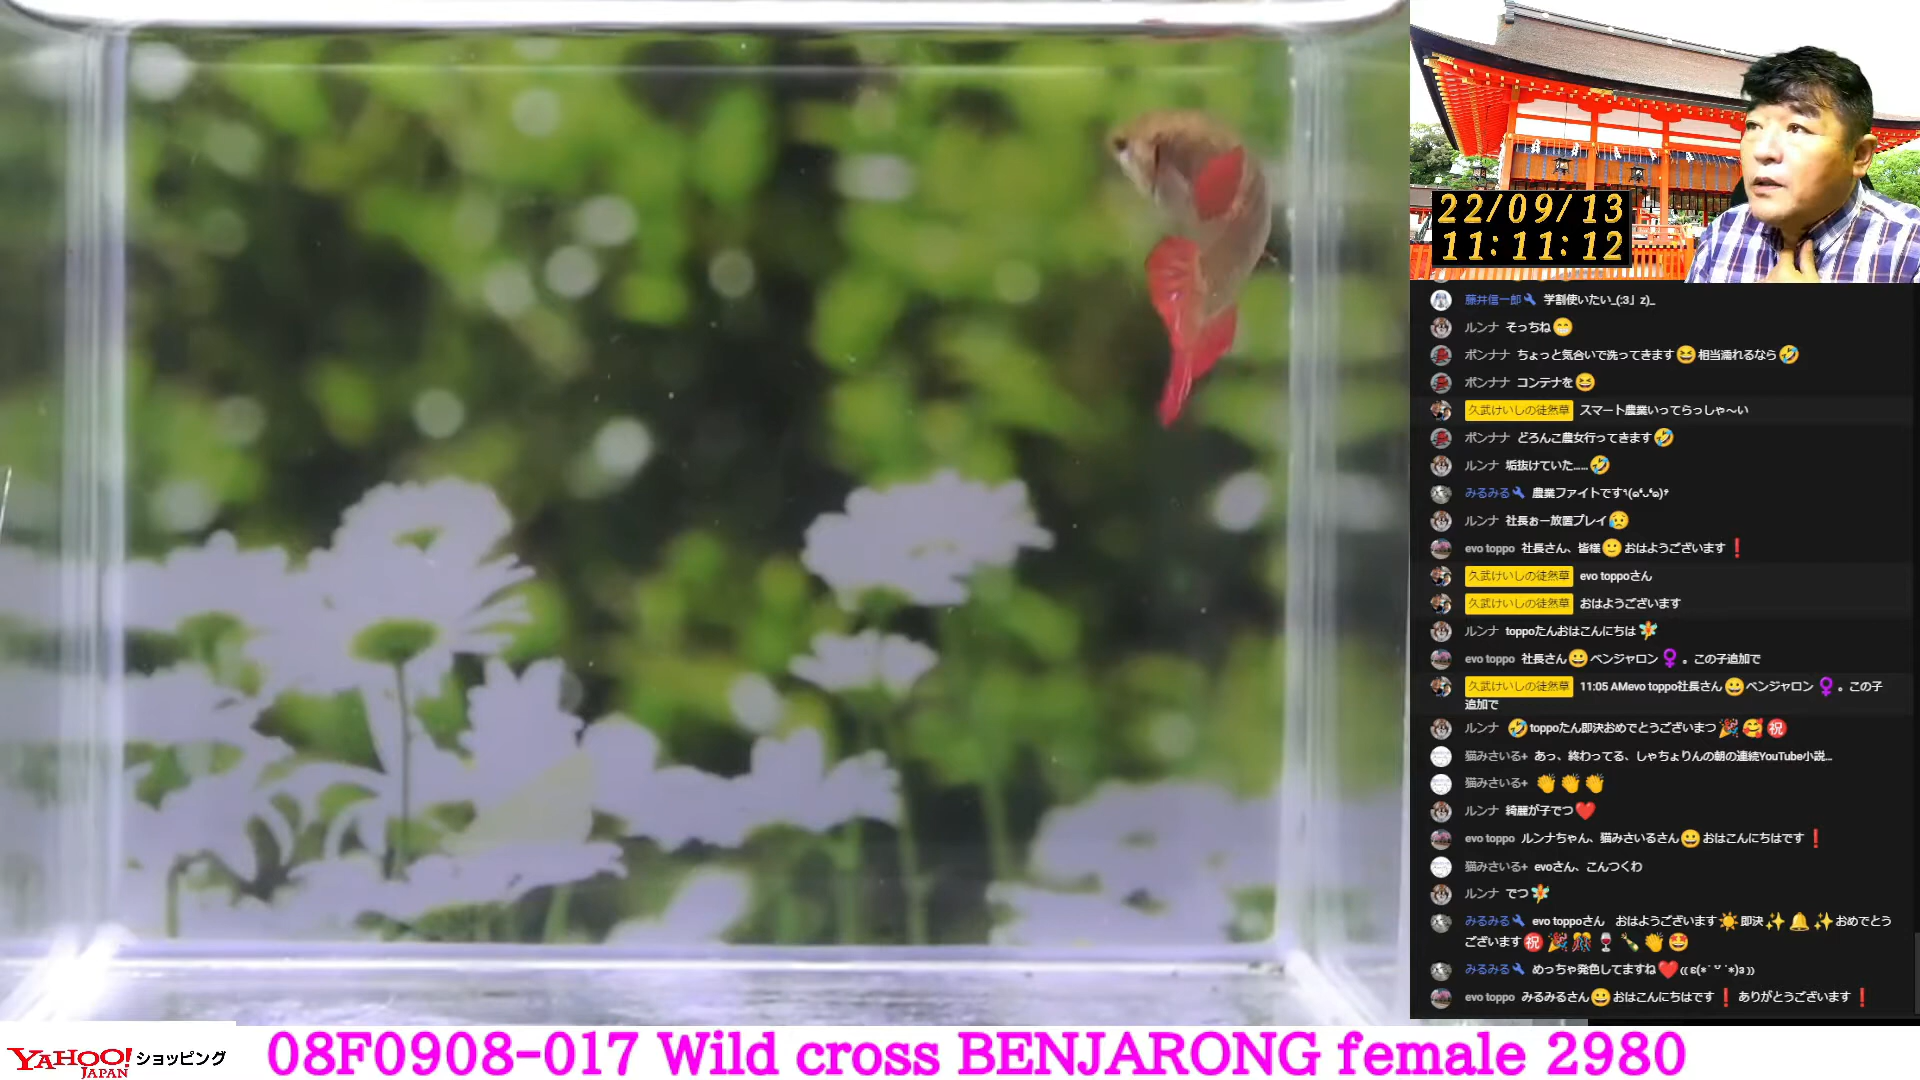 22/09/13
11:11:12
藤井信一郎 学割使いたい_(:3」z)_
ルンナ そっちね
ボンナナ ちょっと気合いで洗ってきます 相当濡れるなら
ボンナナ コンテナを
久武けいしの徒然草 スマート農業いってらっしゃ〜い
ボンナナ どろんこ農女行ってきます
ルンナ 垢抜けていた......
みるみる 農業ファイトです
ルンナ 社長ぉー放置プレイ
evo toppo 社長さん、皆様 おはようございます❗
久武けいしの徒然草 evo toppoさん
久武けいしの徒然草 おはようございます
ルンナ toppoたんおはこんにちは
evo toppo 社長さん😀ベンジャロン♀。この子追加で
久武けいしの徒然草 11:05 AMevo toppo社長さん😀ベンジャロン♀。この子
追加で
ルンナ 🤣toppoたん即決おめでとうございまつ🎉🥰㊗
猫みさいる+ あっ、終わってる、しゃちょりんの朝の連続YouTube小説...
猫みさいる+ 👏👏👏
ルンナ 綺麗が子でつ❤
evo toppo ルンナちゃん、猫みさいるさん😀おはこんにちはです❗
猫みさいる+ evoさん、こんつくわ
ルンナ でつ
みるみる evo toppoさん　おはようございます☀即決✨🔔✨おめでとう
ございます㊗🎉🎊🍷🍾👏🤩
みるみる めっちゃ発色してますね❤
evo toppo みるみるさん😀おはこんにちはです❗ありがとうございます❗
YAHOO! JAPAN ショッピング
08F0908-017 Wild cross BENJARONG female 2980